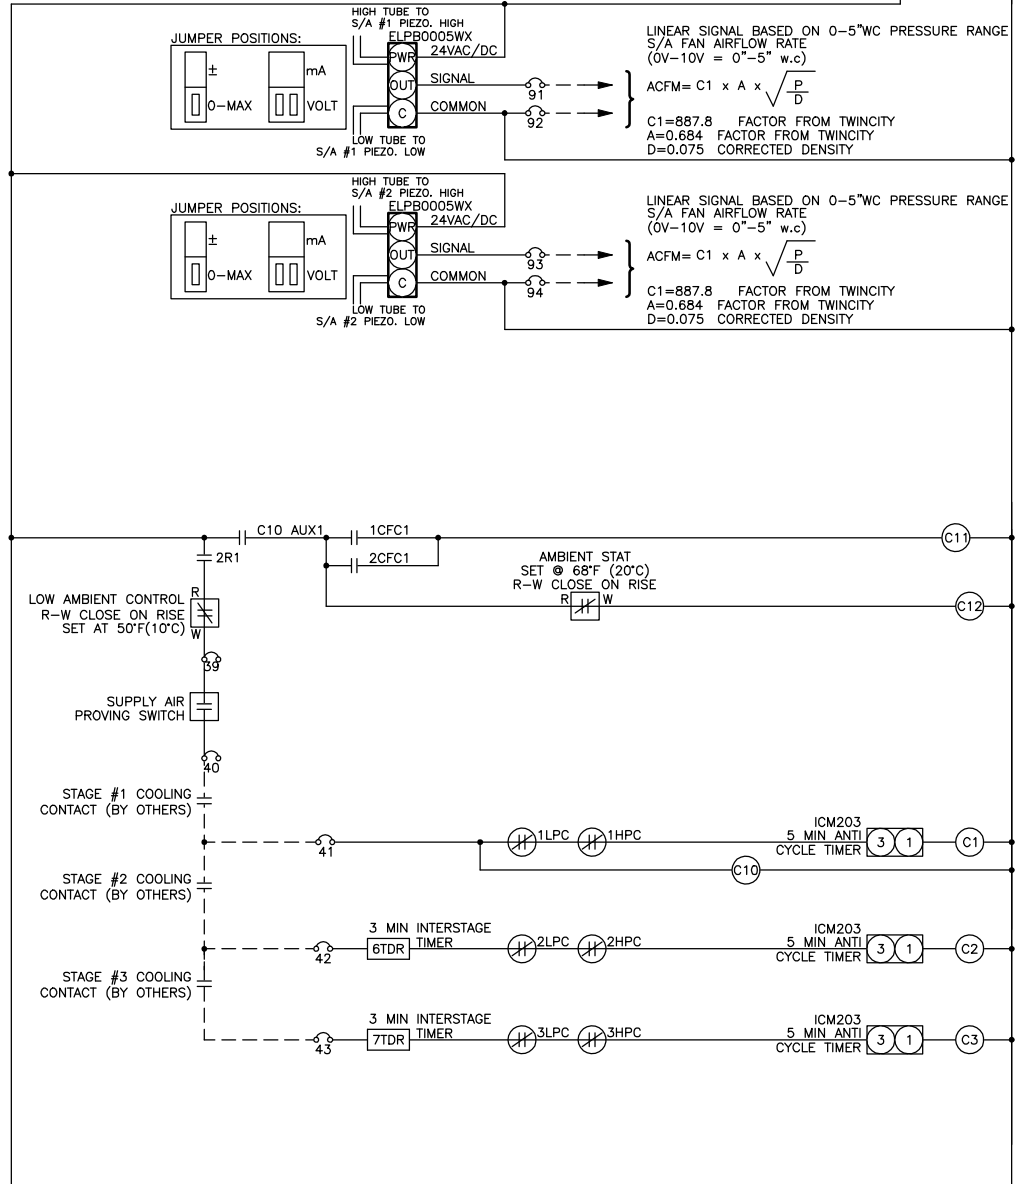 HIGH TUBE TO
S/A #1 PIEZO. HIGH
ELPB0005WX
JUMPER POSITIONS:
±
mA
0-MAX
VOLT
PWR
24VAC/DC
OUT
SIGNAL
91
C
COMMON
92
LOW TUBE TO
S/A #1 PIEZO. LOW
LINEAR SIGNAL BASED ON 0-5"WC PRESSURE RANGE
S/A FAN AIRFLOW RATE
(0V-10V = 0"-5" w.c)
ACFM= C1 x A x √ P
D
C1=887.8 FACTOR FROM TWINCITY
A=0.684 FACTOR FROM TWINCITY
D=0.075 CORRECTED DENSITY
HIGH TUBE TO
S/A #2 PIEZO. HIGH
ELPB0005WX
JUMPER POSITIONS:
±
mA
0-MAX
VOLT
PWR
24VAC/DC
OUT
SIGNAL
93
C
COMMON
94
LOW TUBE TO
S/A #2 PIEZO. LOW
LINEAR SIGNAL BASED ON 0-5"WC PRESSURE RANGE
S/A FAN AIRFLOW RATE
(0V-10V = 0"-5" w.c)
ACFM= C1 x A x √ P
D
C1=887.8 FACTOR FROM TWINCITY
A=0.684 FACTOR FROM TWINCITY
D=0.075 CORRECTED DENSITY
C10 AUX1
1CFC1
C11
2R1
2CFC1
AMBIENT STAT
SET @ 68°F (20°C)
R-W CLOSE ON RISE
R
W
C12
LOW AMBIENT CONTROL
R-W CLOSE ON RISE
SET AT 50°F(10°C)
R
W
39
SUPPLY AIR
PROVING SWITCH
40
STAGE #1 COOLING
CONTACT (BY OTHERS)
41
1LPC
1HPC
ICM203
5 MIN ANTI
CYCLE TIMER
3
1
C1
C10
STAGE #2 COOLING
CONTACT (BY OTHERS)
42
3 MIN INTERSTAGE
TIMER
6TDR
2LPC
2HPC
ICM203
5 MIN ANTI
CYCLE TIMER
3
1
C2
STAGE #3 COOLING
CONTACT (BY OTHERS)
43
3 MIN INTERSTAGE
TIMER
7TDR
3LPC
3HPC
ICM203
5 MIN ANTI
CYCLE TIMER
3
1
C3